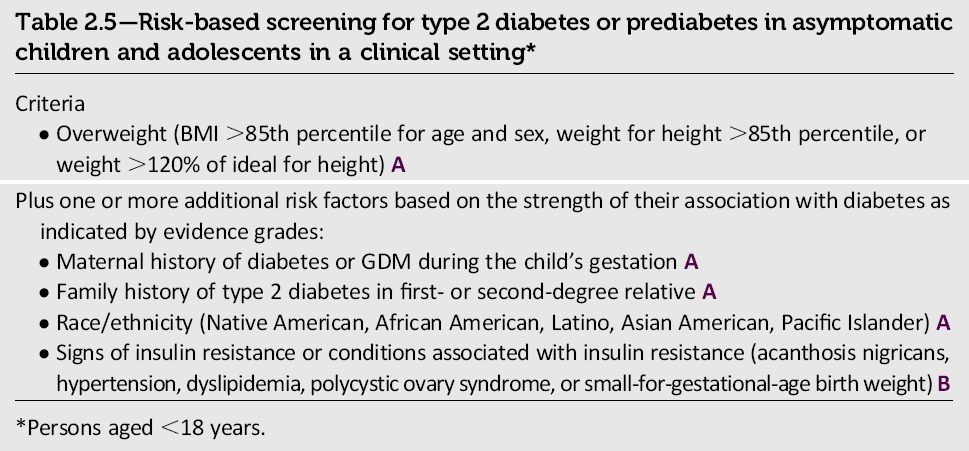 Table 2.5—Risk-based screening for type 2 diabetes or prediabetes in asymptomatic
children and adolescents in a clinical setting*
Criteria
● Overweight (BMI >85th percentile for age and sex, weight for height >85th percentile, or
weight >120% of ideal for height) A
Plus one or more additional risk factors based on the strength of their association with diabetes as
indicated by evidence grades:
● Maternal history of diabetes or GDM during the child’s gestation A
● Family history of type 2 diabetes in first- or second-degree relative A
● Race/ethnicity (Native American, African American, Latino, Asian American, Pacific Islander) A
● Signs of insulin resistance or conditions associated with insulin resistance (acanthosis nigricans,
hypertension, dyslipidemia, polycystic ovary syndrome, or small-for-gestational-age birth weight) B
*Persons aged <18 years.